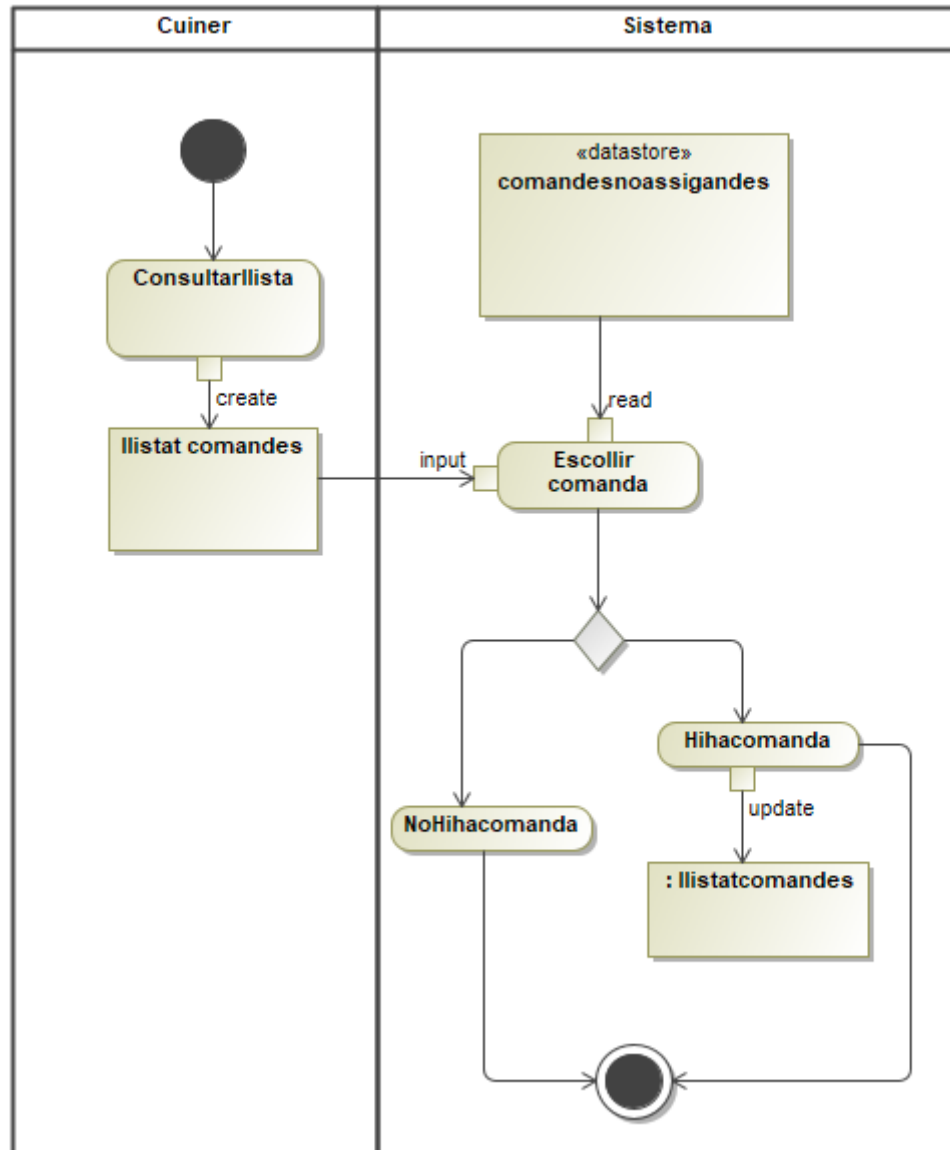 Cuiner
Sistema
«datastore»
comandesnoassigandes
Consultarllista
create
llistat comandes
read
input
Escollir
comanda
Hihacomanda
update
NoHihacomanda
: llistatcomandes